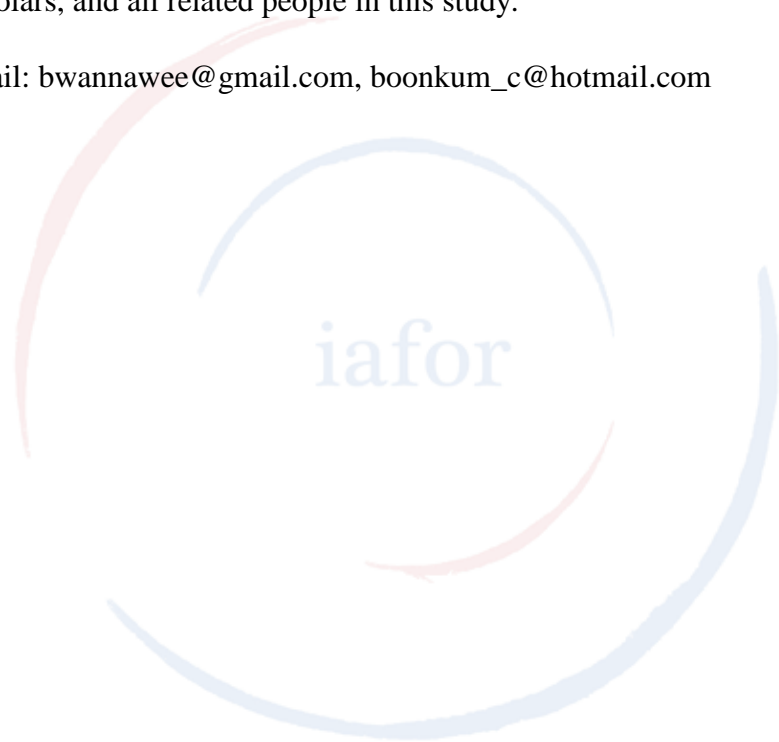 olars, and all related people in this study.
ail: bwannawee@gmail.com, boonkum_c@hotmail.com
iafor